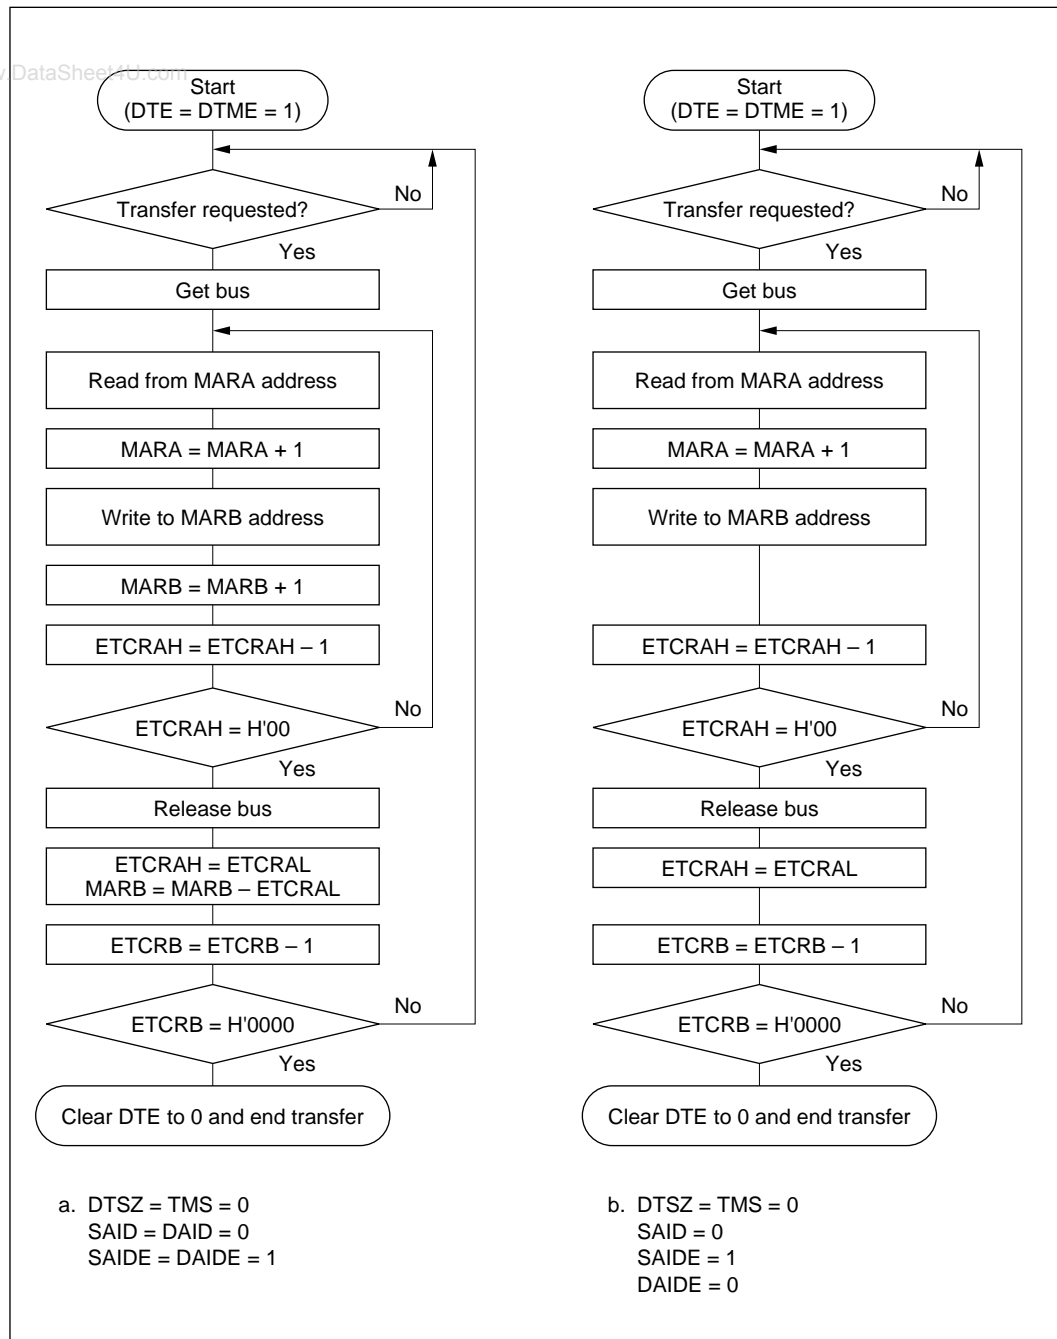 v.DataSheet4U.com
Start
(DTE = DTME = 1)
Transfer requested?
No
Yes
Get bus
Read from MARA address
MARA = MARA + 1
Write to MARB address
MARB = MARB + 1
ETCRAH = ETCRAH – 1
ETCRAH = H'00
No
Yes
Release bus
ETCRAH = ETCRAL
MARB = MARB – ETCRAL
ETCRB = ETCRB – 1
ETCRB = H'0000
No
Yes
Clear DTE to 0 and end transfer
a. DTSZ = TMS = 0
SAID = DAID = 0
SAIDE = DAIDE = 1
Start
(DTE = DTME = 1)
Transfer requested?
No
Yes
Get bus
Read from MARA address
MARA = MARA + 1
Write to MARB address
ETCRAH = ETCRAH – 1
ETCRAH = H'00
No
Yes
Release bus
ETCRAH = ETCRAL
ETCRB = ETCRB – 1
ETCRB = H'0000
No
Yes
Clear DTE to 0 and end transfer
b. DTSZ = TMS = 0
SAID = 0
SAIDE = 1
DAIDE = 0